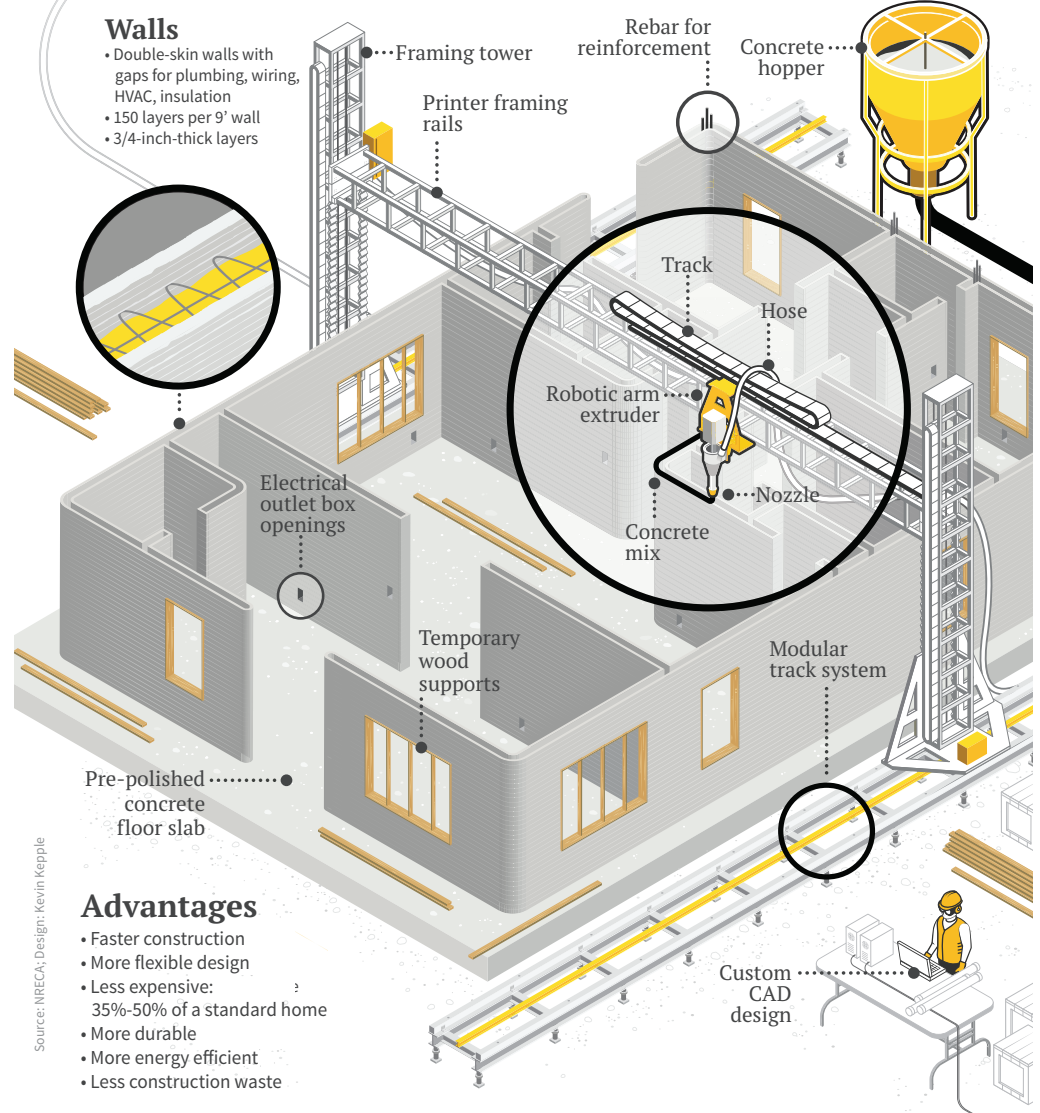 Walls
• Double-skin walls with
gaps for plumbing, wiring,
HVAC, insulation
• 150 layers per 9’ wall
• 3/4-inch-thick layers
Framing tower
Printer framing
rails
Rebar for
reinforcement
Concrete
hopper
Track
Hose
Robotic arm
extruder
Nozzle
Concrete
mix
Electrical
outlet box
openings
Temporary
wood
supports
Modular
track system
Pre-polished
concrete
floor slab
Custom
CAD
design
Advantages
• Faster construction
• More flexible design
• Less expensive: e
35%-50% of a standard home
• More durable
• More energy efficient
• Less construction waste
Source: NRECA; Design: Kevin Kepple